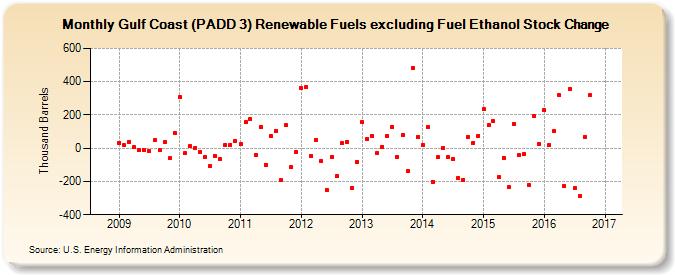 Monthly Gulf Coast (PADD 3) Renewable Fuels excluding Fuel Ethanol Stock Change
Thousand Barrels
600
400
200
0
-200
-400
2009 2010 2011 2012 2013 2014 2015 2016 2017
Source: U.S. Energy Information Administration